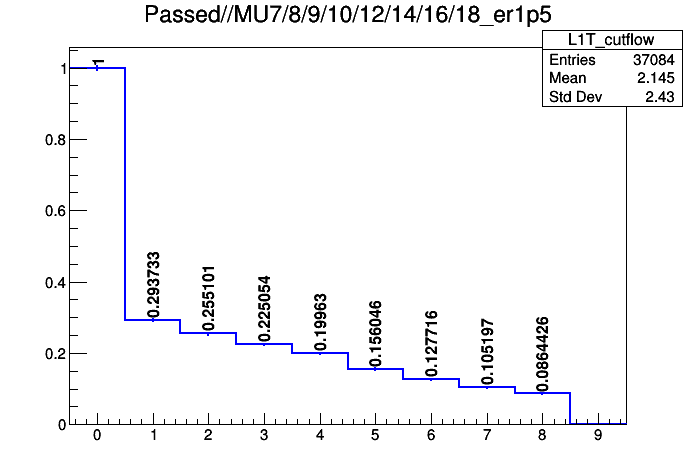 Passed//MU7/8/9/10/12/14/16/18_er1p5
L1T_cutflow
Entries 37084
Mean 2.145
Std Dev 2.43
1
0.8
0.6
0.4
0.2
0
1
0.293733
0.255101
0.225054
0.19963
0.156046
0.127716
0.105197
0.0864426
0 1 2 3 4 5 6 7 8 9